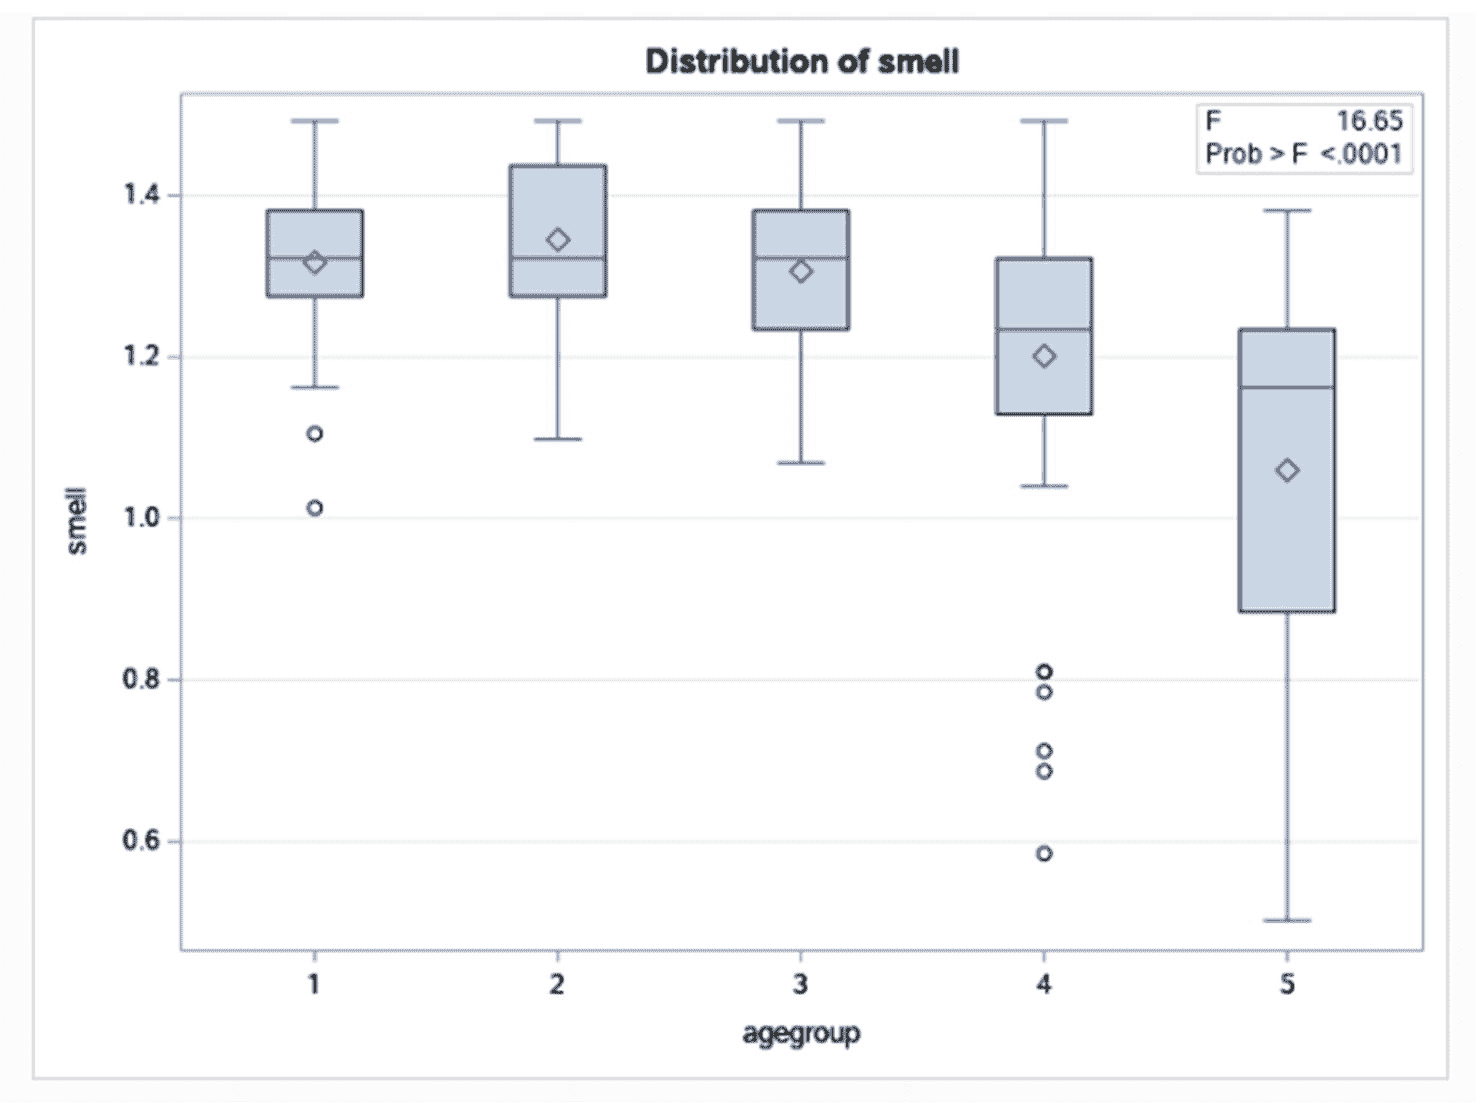 Distribution of smell
F 16.65
Prob > F <.0001
1.4
1.2
1.0
0.8
0.6
smell
1 2 3 4 5
agegroup